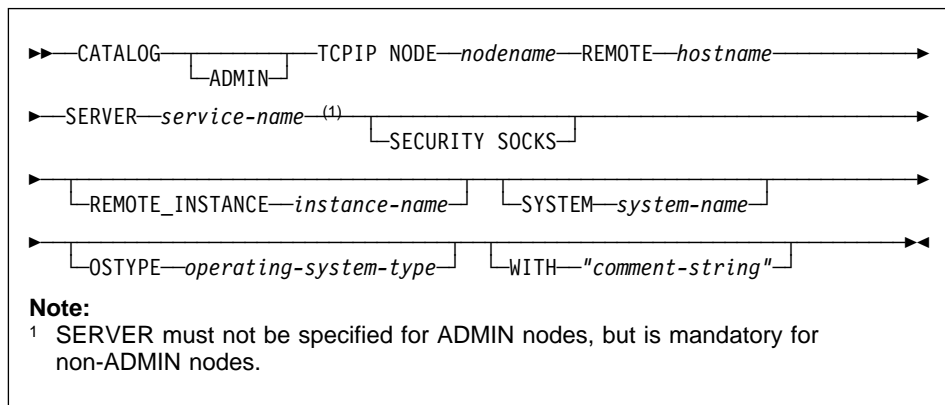 CATALOG TCPIP NODE nodename REMOTE hostname
ADMIN
SERVER service-name (1)
SECURITY SOCKS
REMOTE_INSTANCE instance-name SYSTEM system-name
OSTYPE operating-system-type WITH "comment-string"
Note:
1 SERVER must not be specified for ADMIN nodes, but is mandatory for
non-ADMIN nodes.